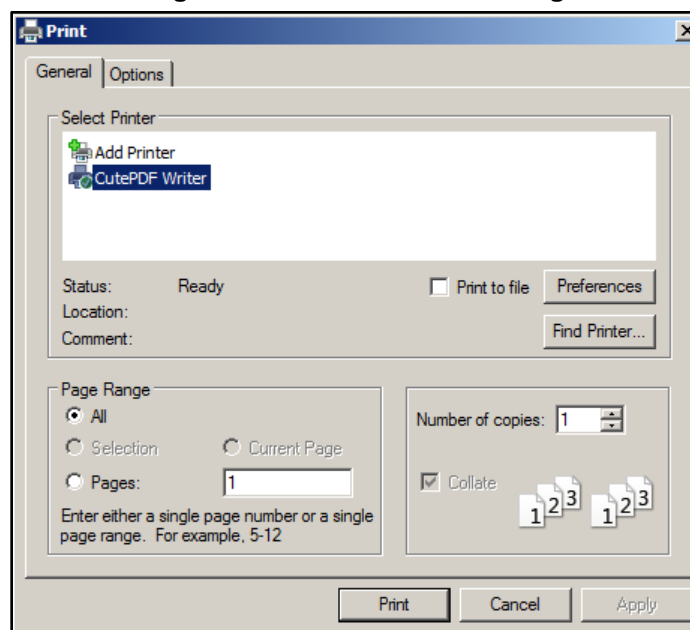 Print
General Options
Select Printer
Add Printer
CutePDF Writer
Status: Ready Print to file Preferences
Location:
Comment: Find Printer...
Page Range
All
Selection Current Page
Pages: 1
Enter either a single page number or a single
page range. For example, 5-12
Number of copies: 1
Collate
1 2 3 1 2 3
Print Cancel Apply